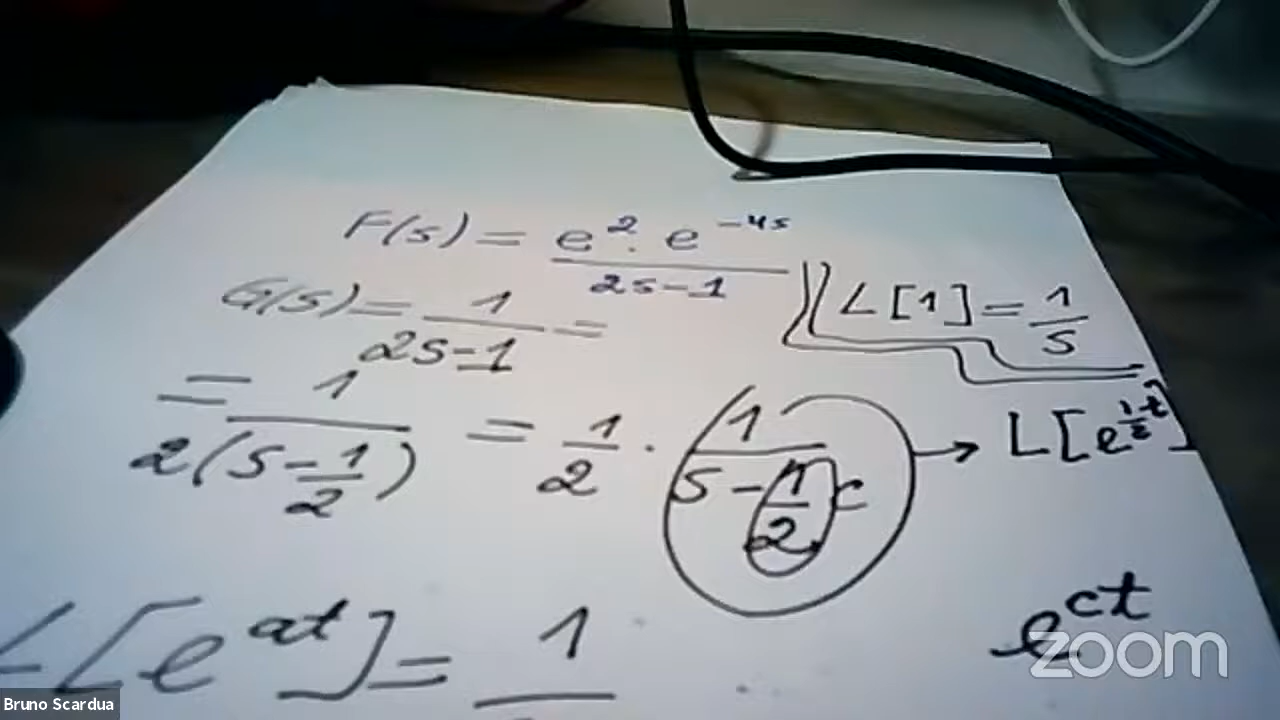 F(s) = e^2 . e^{-4s} / 2s-1
L[1] = 1/s
G(s) = 1 / 2s-1 =
= 1 / 2(s - 1/2) = 1/2 . 1 / s - 1/2 c → L[e^{1/2 t}]
L[e^{at}] = 1
e^{ct}
zoom
Bruno Scardua